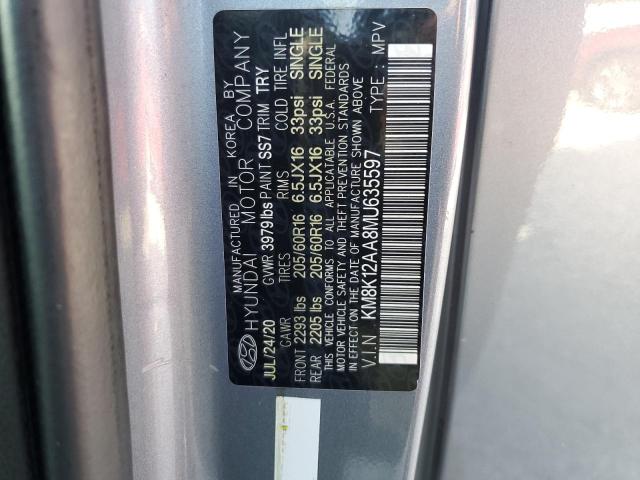 MANUFACTURED IN KOREA BY
HYUNDAI MOTOR COMPANY
JUL/24/20 GVWR 3979lbs PAINT SS7 TRIM TRY
GAWR TIRES RIMS COLD TIRE INFL
FRONT 2293 lbs 205/60R16 6.5JX16 33psi SINGLE
REAR 2205 lbs 205/60R16 6.5JX16 33psi SINGLE
THIS VEHICLE CONFORMS TO ALL APPLICABLE U.S.A. FEDERAL
MOTOR VEHICLE SAFETY AND THEFT PREVENTION STANDARDS
IN EFFECT ON THE DATE OF MANUFACTURE SHOWN ABOVE
V.I.N KM8K12AA8MU635597 TYPE : MPV